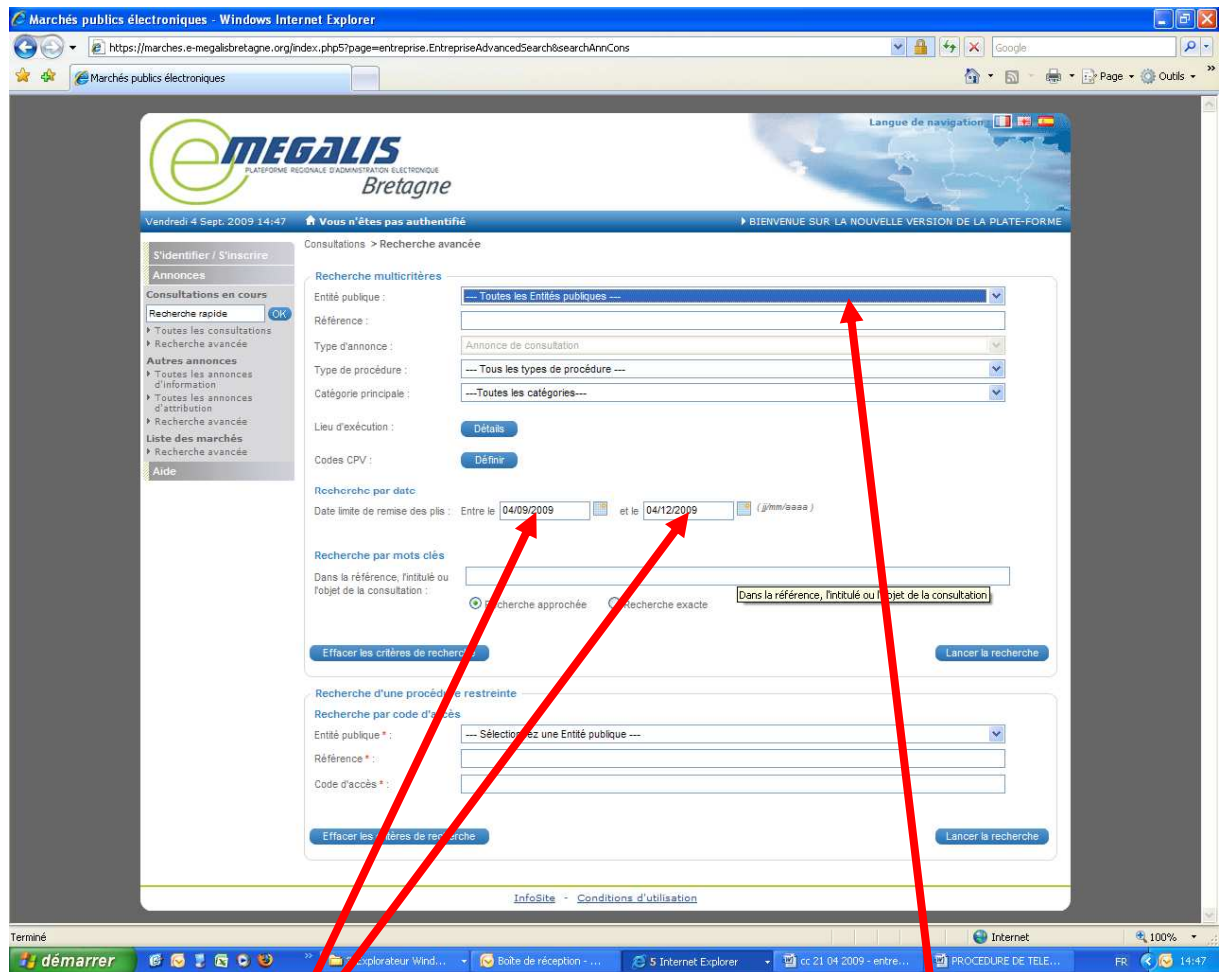 Marchés publics électroniques - Windows Internet Explorer
https://marches.e-megalisbretagne.org/index.php5?page=entreprise.EntrepriseAdvancedSearch&searchAnnCons
Google
Marchés publics électroniques
Page
Outils
Langue de navigation :
e MEGALIS
PLATEFORME REGIONALE D'ADMINISTRATION ELECTRONIQUE
Bretagne
Vendredi 4 Sept. 2009 14:47
Vous n'êtes pas authentifié
BIENVENUE SUR LA NOUVELLE VERSION DE LA PLATE-FORME
S'identifier / S'inscrire
Annonces
Consultations en cours
Recherche rapide OK
Toutes les consultations
Recherche avancée
Autres annonces
Toutes les annonces
d'information
Toutes les annonces
d'attribution
Recherche avancée
Liste des marchés
Recherche avancée
Aide
Consultations > Recherche avancée
Recherche multicritères
Entité publique : --- Toutes les Entités publiques ---
Référence :
Type d'annonce : Annonce de consultation
Type de procédure : --- Tous les types de procédure ---
Catégorie principale : ---Toutes les catégories---
Lieu d'exécution : Détails
Codes CPV : Définir
Recherche par date
Date limite de remise des plis : Entre le 04/09/2009 et le 04/12/2009 (jj/mm/aaaa)
Recherche par mots clés
Dans la référence, l'intitulé ou
l'objet de la consultation :
Dans la référence, l'intitulé ou l'objet de la consultation
Recherche approchée Recherche exacte
Effacer les critères de recherche Lancer la recherche
Recherche d'une procédure restreinte
Recherche par code d'accès
Entité publique * : --- Sélectionnez une Entité publique ---
Référence * :
Code d'accès * :
Effacer les critères de recherche Lancer la recherche
InfoSite - Conditions d'utilisation
Terminé
Internet
100%
démarrer
Explorateur Wind...
Boîte de réception - ...
5 Internet Explorer
cc 21 04 2009 - entre...
PROCEDURE DE TELE...
FR
14:47